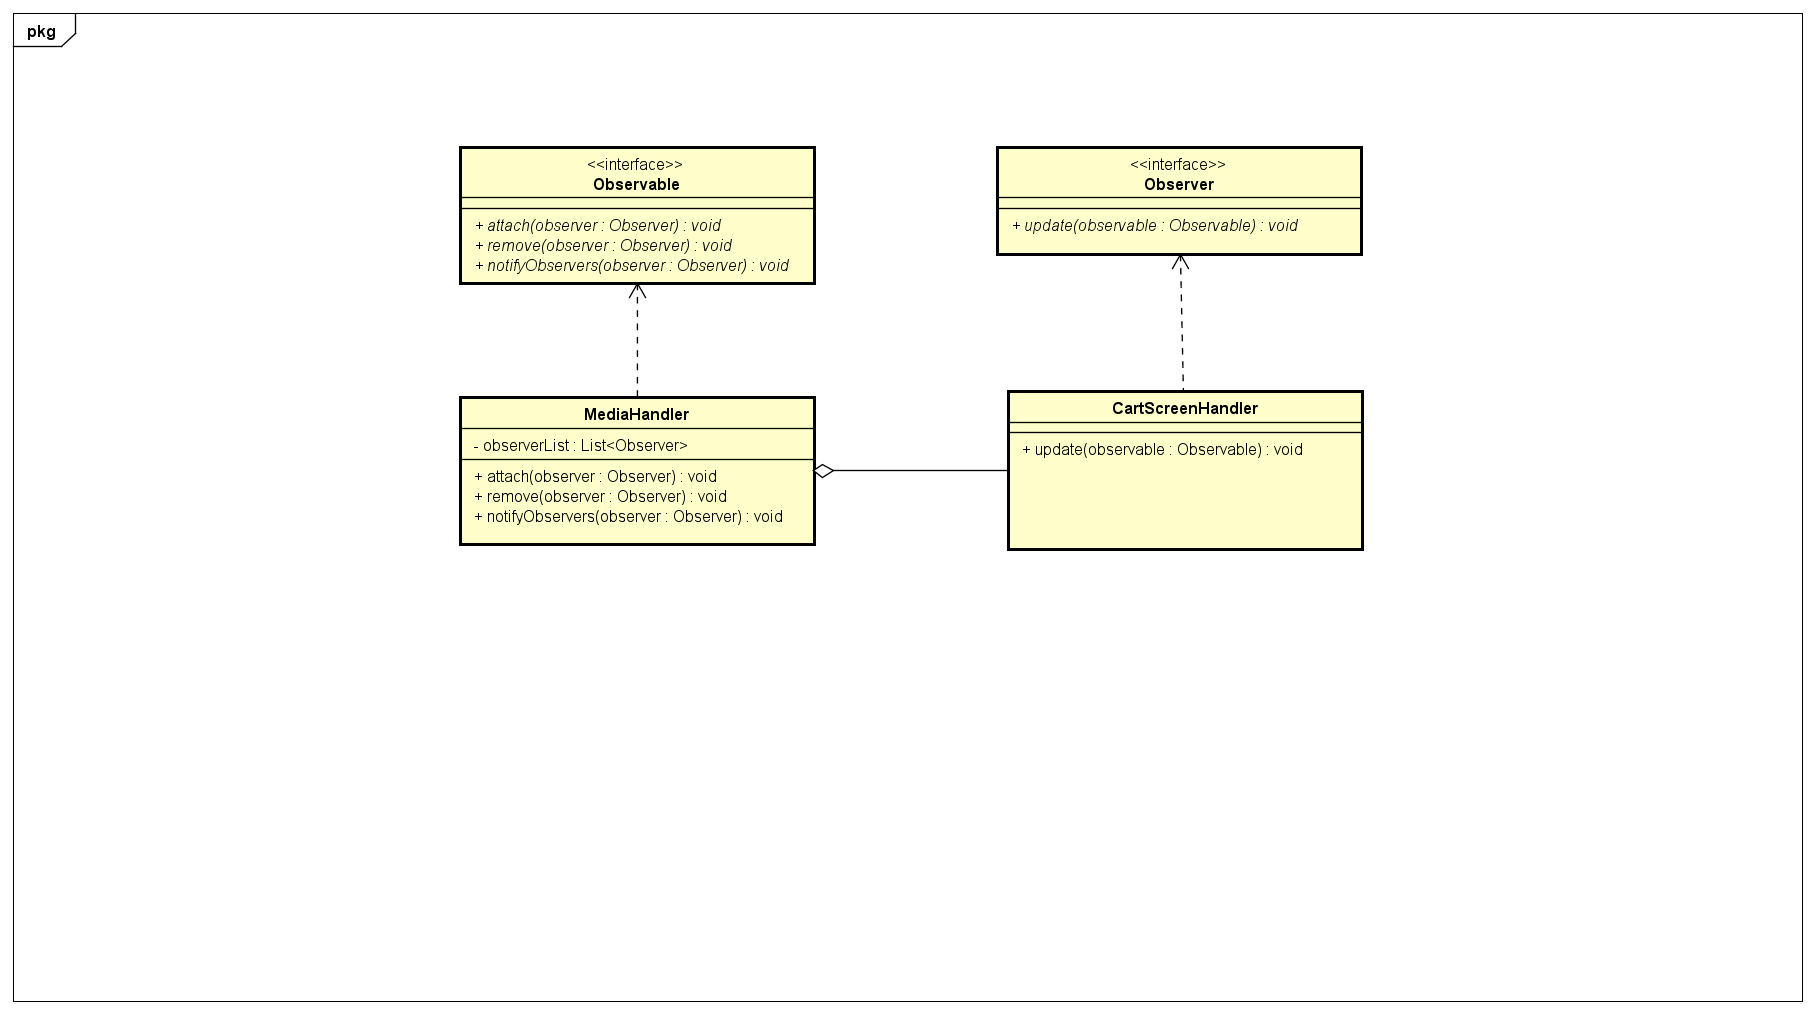 pkg
<<interface>>
Observable
+ attach(observer : Observer) : void
+ remove(observer : Observer) : void
+ notifyObservers(observer : Observer) : void
<<interface>>
Observer
+ update(observable : Observable) : void
MediaHandler
- observerList : List<Observer>
+ attach(observer : Observer) : void
+ remove(observer : Observer) : void
+ notifyObservers(observer : Observer) : void
CartScreenHandler
+ update(observable : Observable) : void